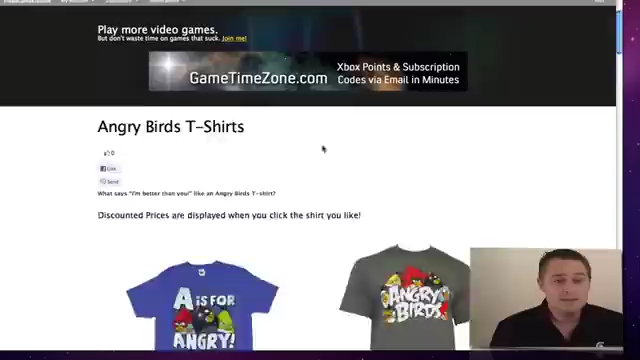 Play more video games.
But don't waste time on games that suck. Join me!
GameTimeZone.com
Xbox Points & Subscription
Codes via Email in Minutes
Angry Birds T-Shirts
0
Like
Send
What says "I'm better than you!" like an Angry Birds T-shirt?
Discounted Prices are displayed when you click the shirt you like!
A IS FOR
ANGRY!
ANGRY
BIRDS